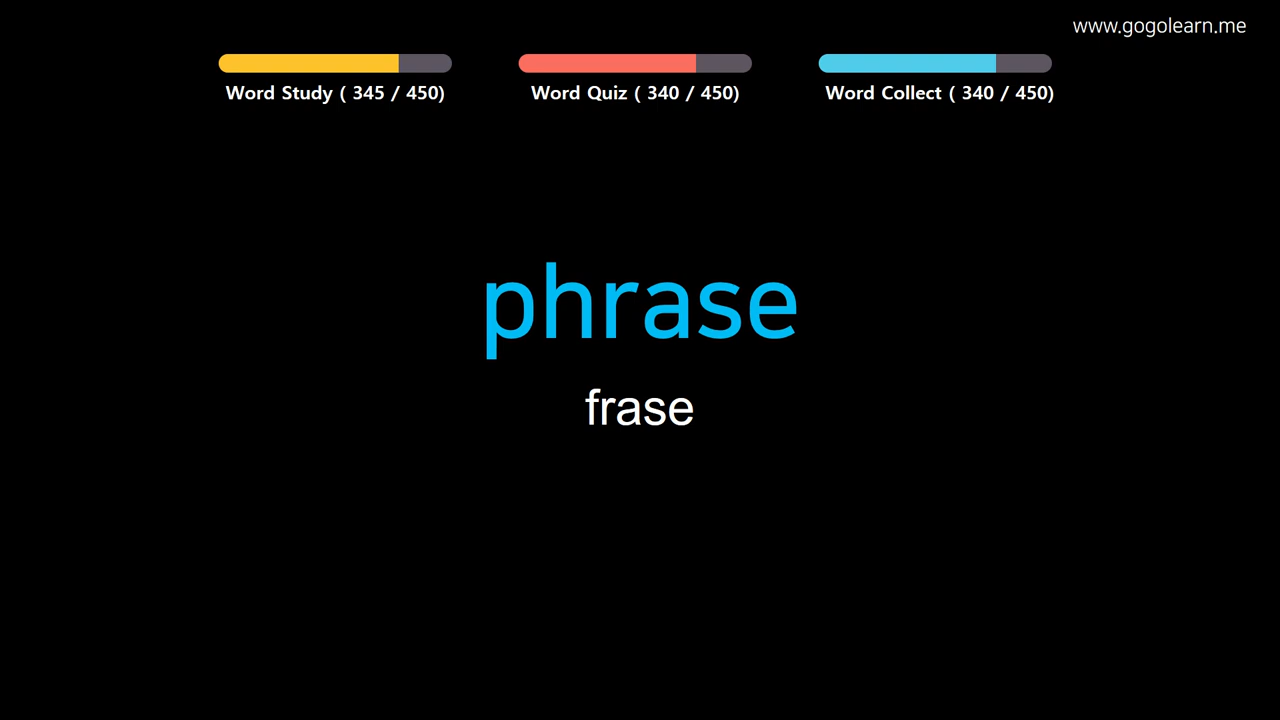 www.gogolearn.me
Word Study ( 345 / 450)
Word Quiz ( 340 / 450)
Word Collect ( 340 / 450)
phrase
frase